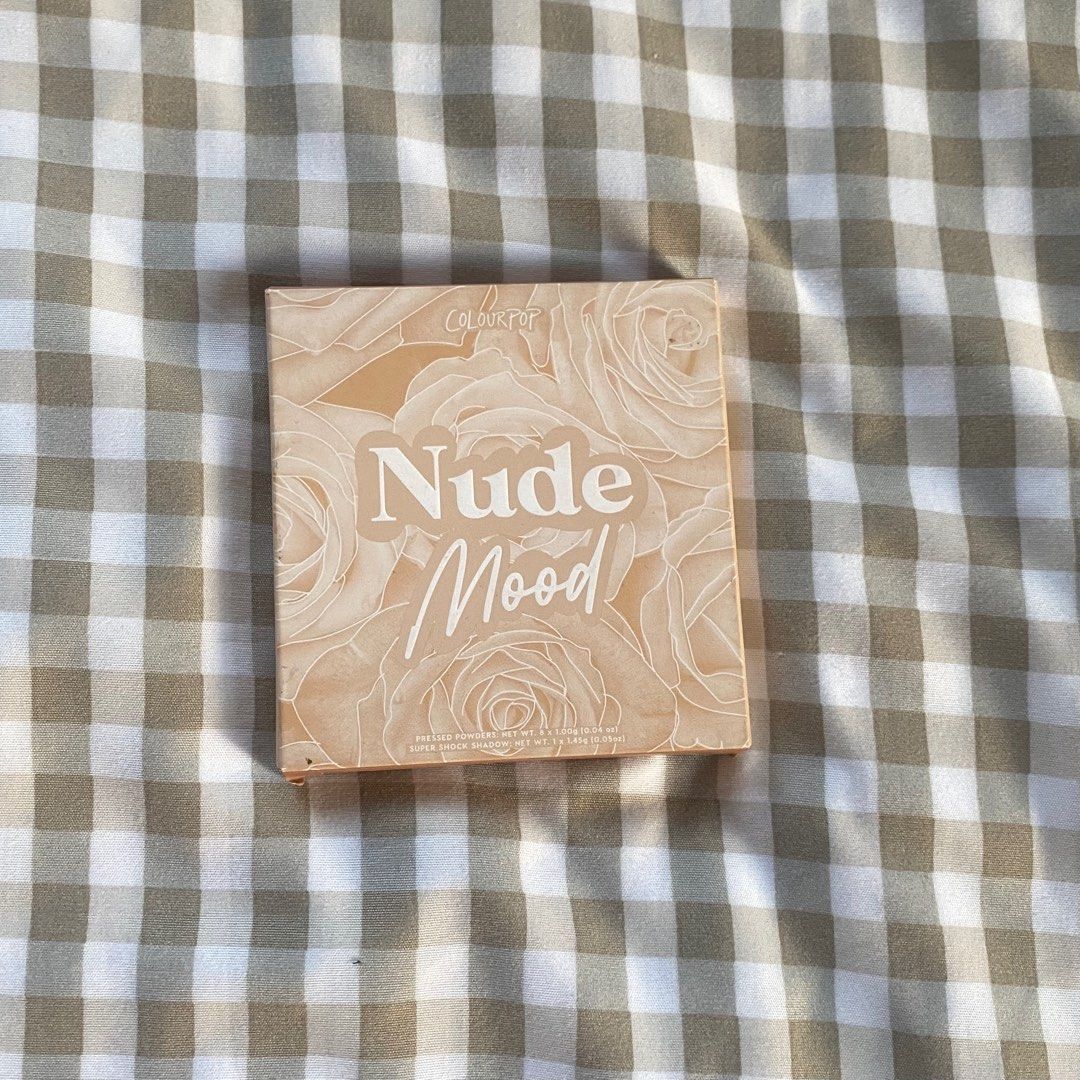 COLOURPOP
Nude
Mood
PRESSED POWDERS: NET WT. 8 x 1.00g (0.04 oz)
SUPER SHOCK SHADOW: NET WT. 1 x 1.45g (0.05oz)